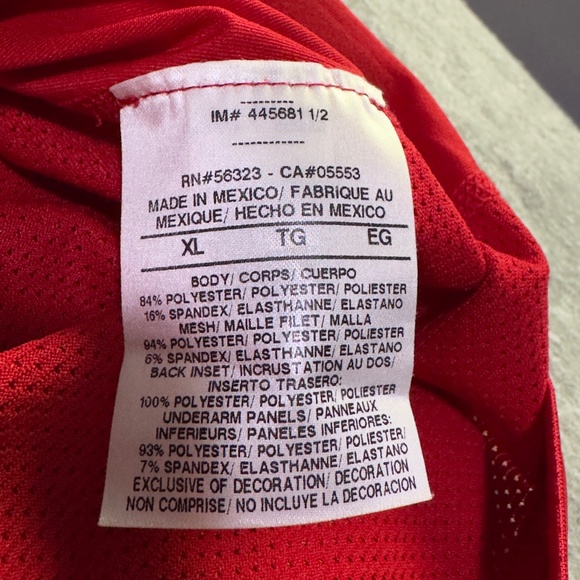 ----------
IM# 445681 1/2
------------
RN#56323 - CA#05553
MADE IN MEXICO/ FABRIQUE AU
MEXIQUE/ HECHO EN MEXICO
XL TG EG
BODY/ CORPS/ CUERPO
84% POLYESTER/ POLYESTER/ POLIESTER
16% SPANDEX/ ELASTHANNE/ ELASTANO
MESH/ MAILLE FILET/ MALLA
94% POLYESTER/ POLYESTER/ POLIESTER
6% SPANDEX/ ELASTHANNE/ ELASTANO
BACK INSET/ INCRUSTATION AU DOS/
INSERTO TRASERO:
100% POLYESTER/ POLYESTER/ POLIESTER
UNDERARM PANELS/ PANNEAUX
INFERIEURS/ PANELES INFERIORES:
93% POLYESTER/ POLYESTER/ POLIESTER
7% SPANDEX/ ELASTHANNE/ ELASTANO
EXCLUSIVE OF DECORATION/ DECORATION
NON COMPRISE/ NO INCLUYE LA DECORACION